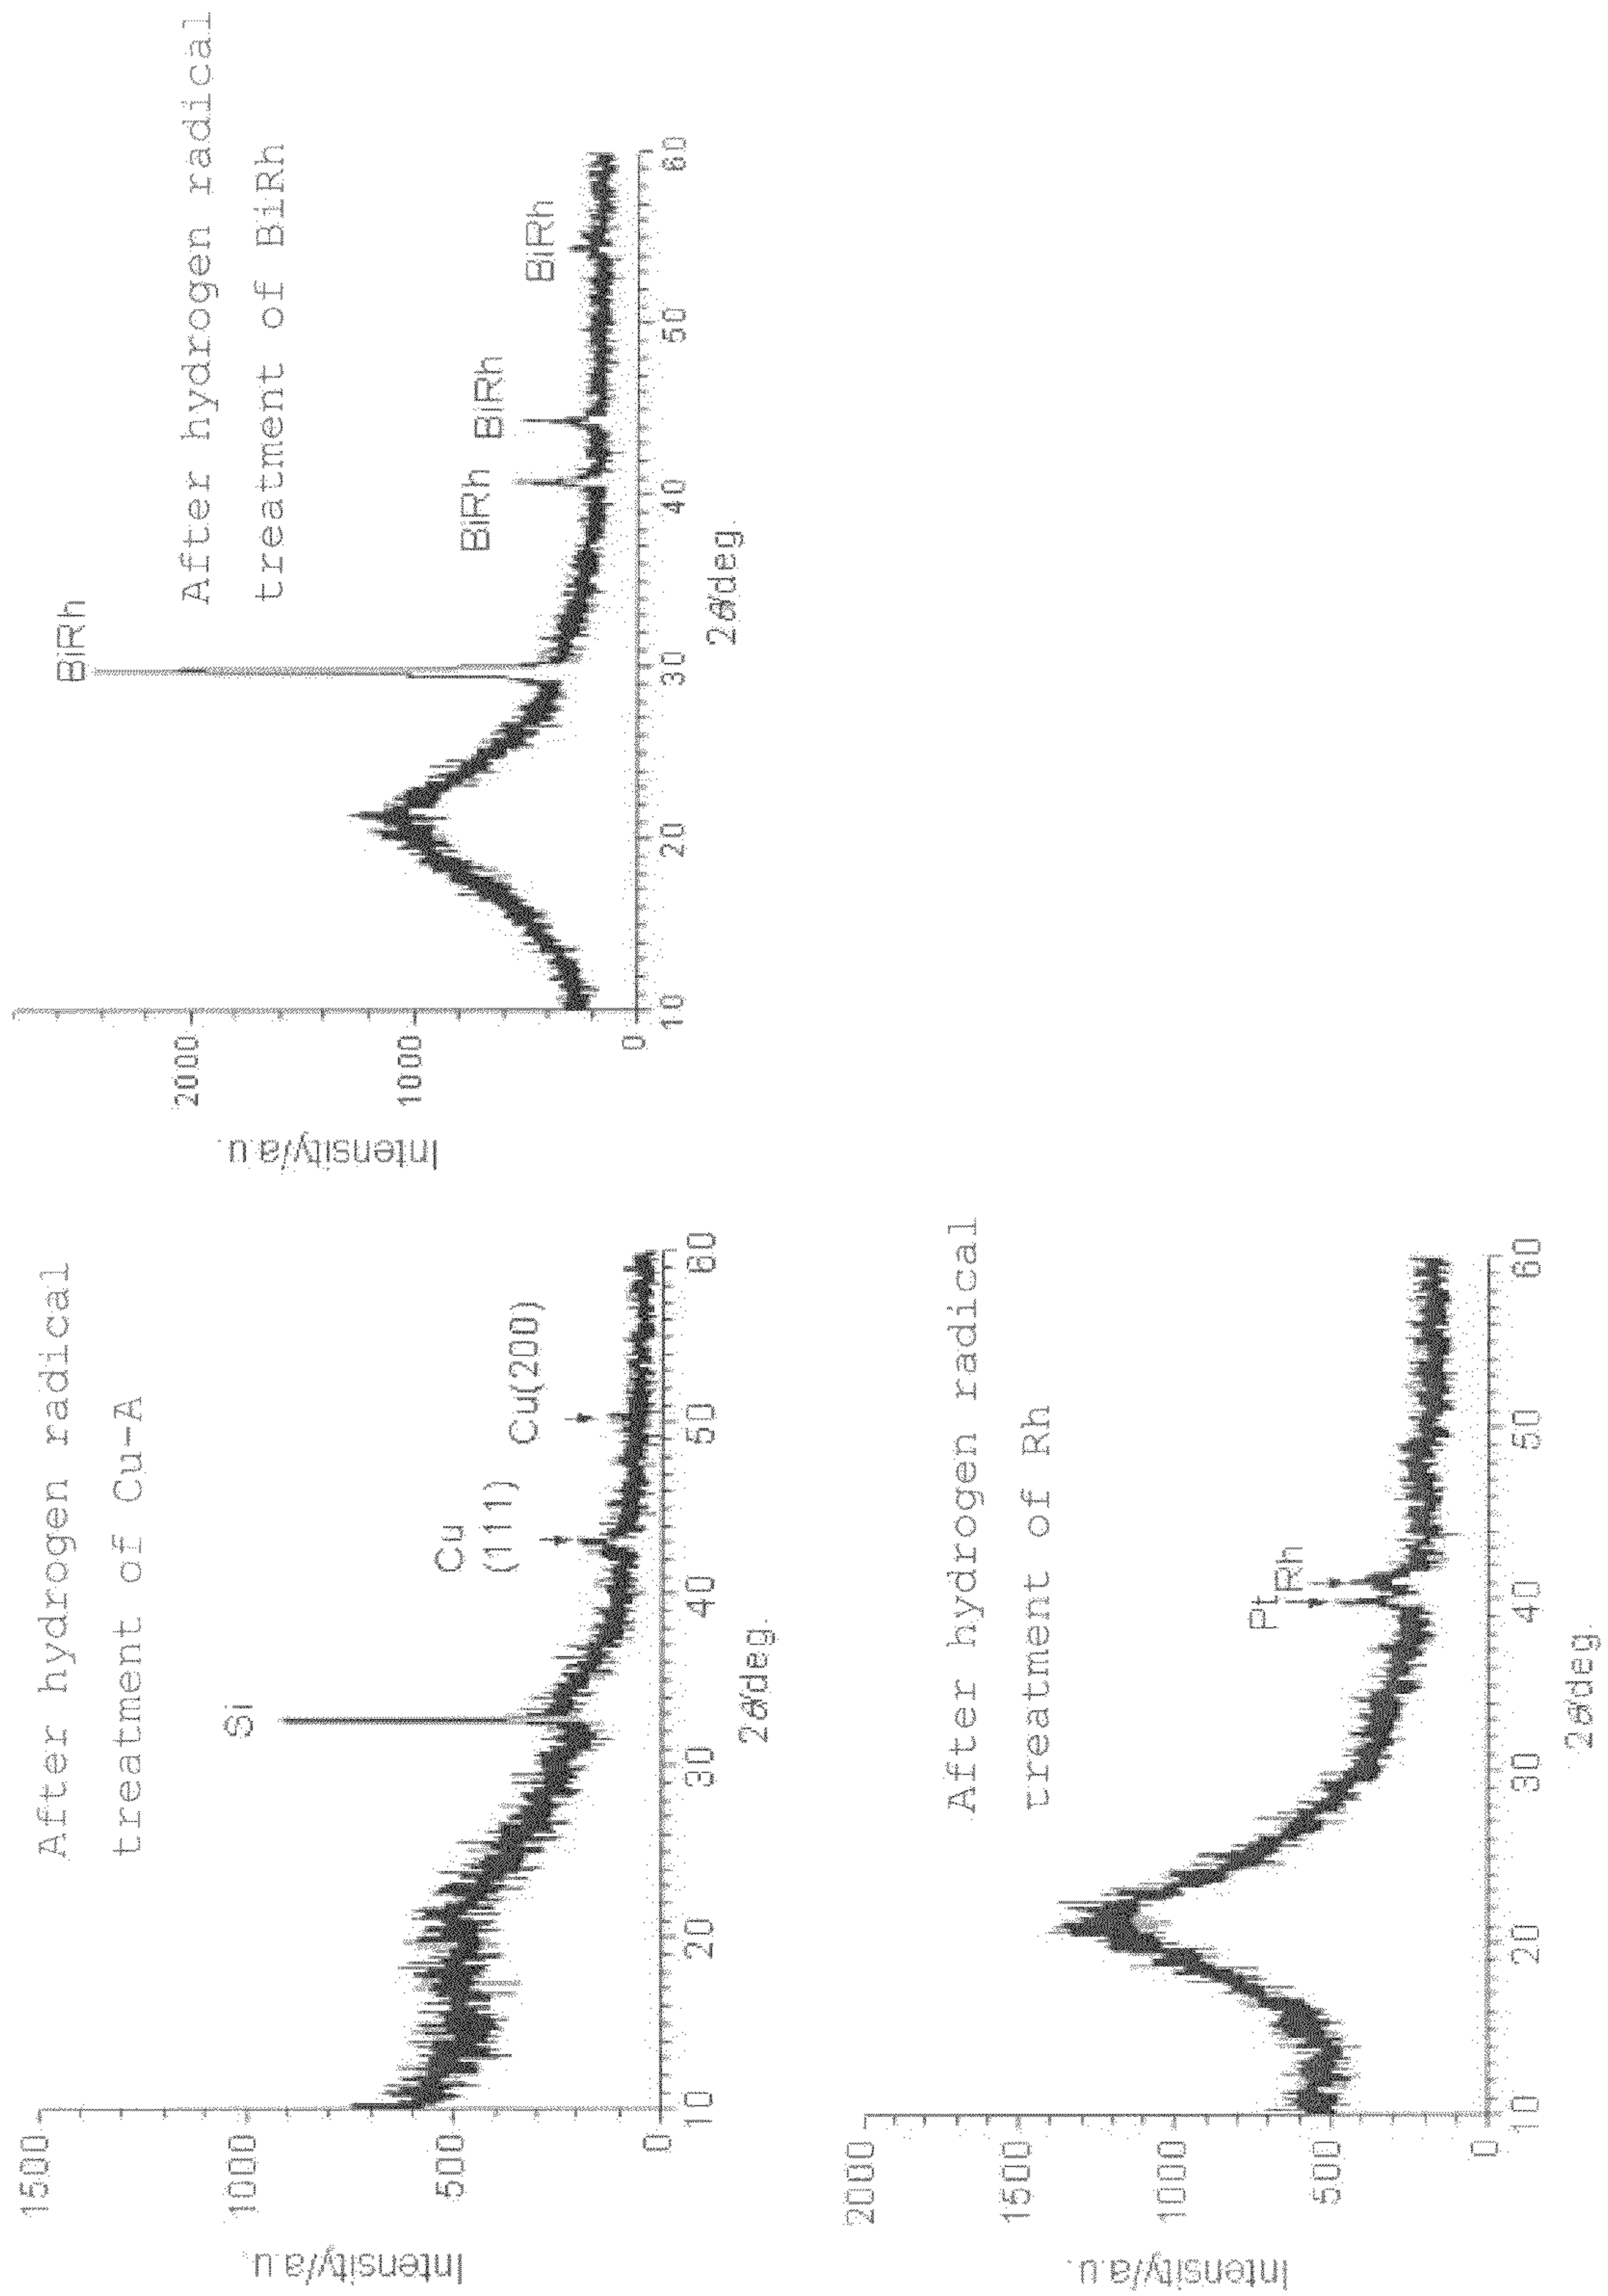 After hydrogen radical
treatment of Cu-A
Intensity/a.u.
1500
1000
500
0
Si
Cu
(111)
Cu(200)
10
20
30
40
50
60
2θ/deg.
After hydrogen radical
treatment of BiRh
Intensity/a.u.
2000
1000
0
BiRh
BiRh
BiRh
BiRh
10
20
30
40
50
60
2θ/deg.
After hydrogen radical
treatment of Rh
Intensity/a.u.
2000
1500
1000
500
0
Pt
Rh
10
20
30
40
50
60
2θ/deg.